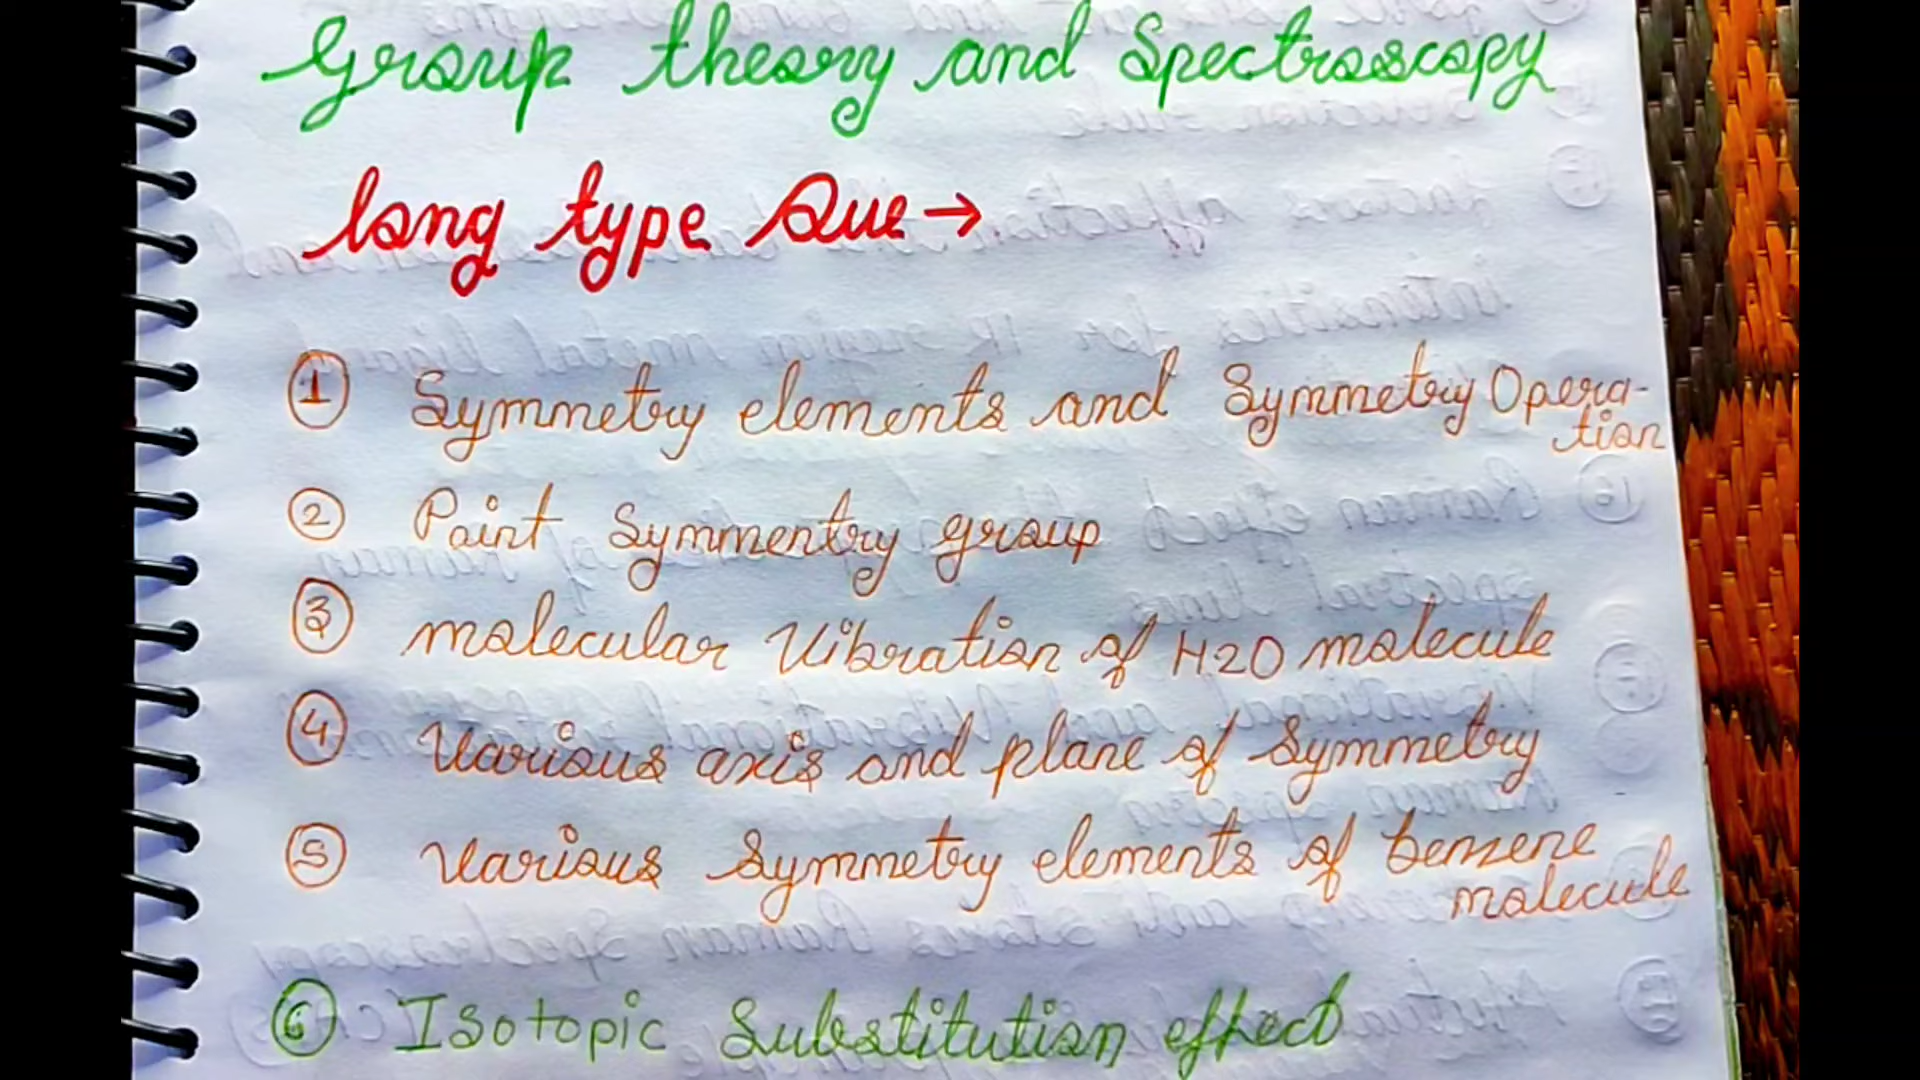 Group theory and Spectroscopy
long type Que →
① Symmetry elements and Symmetry Opera-
tion
② Point Symmentry group
③ molecular Vibration of H2O molecule
④ Various axis and plane of Symmetry
⑤ Various Symmetry elements of benzene
molecule
⑥ Isotopic Substitution effect